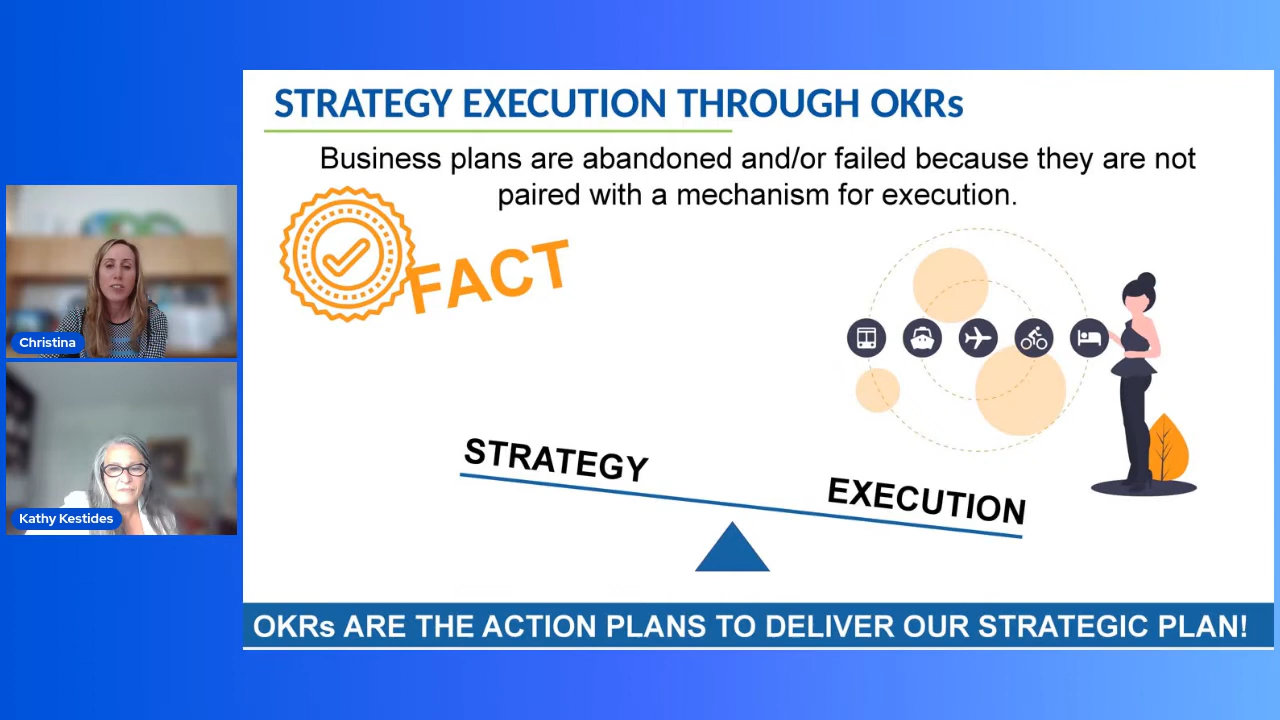 STRATEGY EXECUTION THROUGH OKRs
Business plans are abandoned and/or failed because they are not
paired with a mechanism for execution.
FACT
Christina
Kathy Kestides
STRATEGY
EXECUTION
OKRs ARE THE ACTION PLANS TO DELIVER OUR STRATEGIC PLAN!